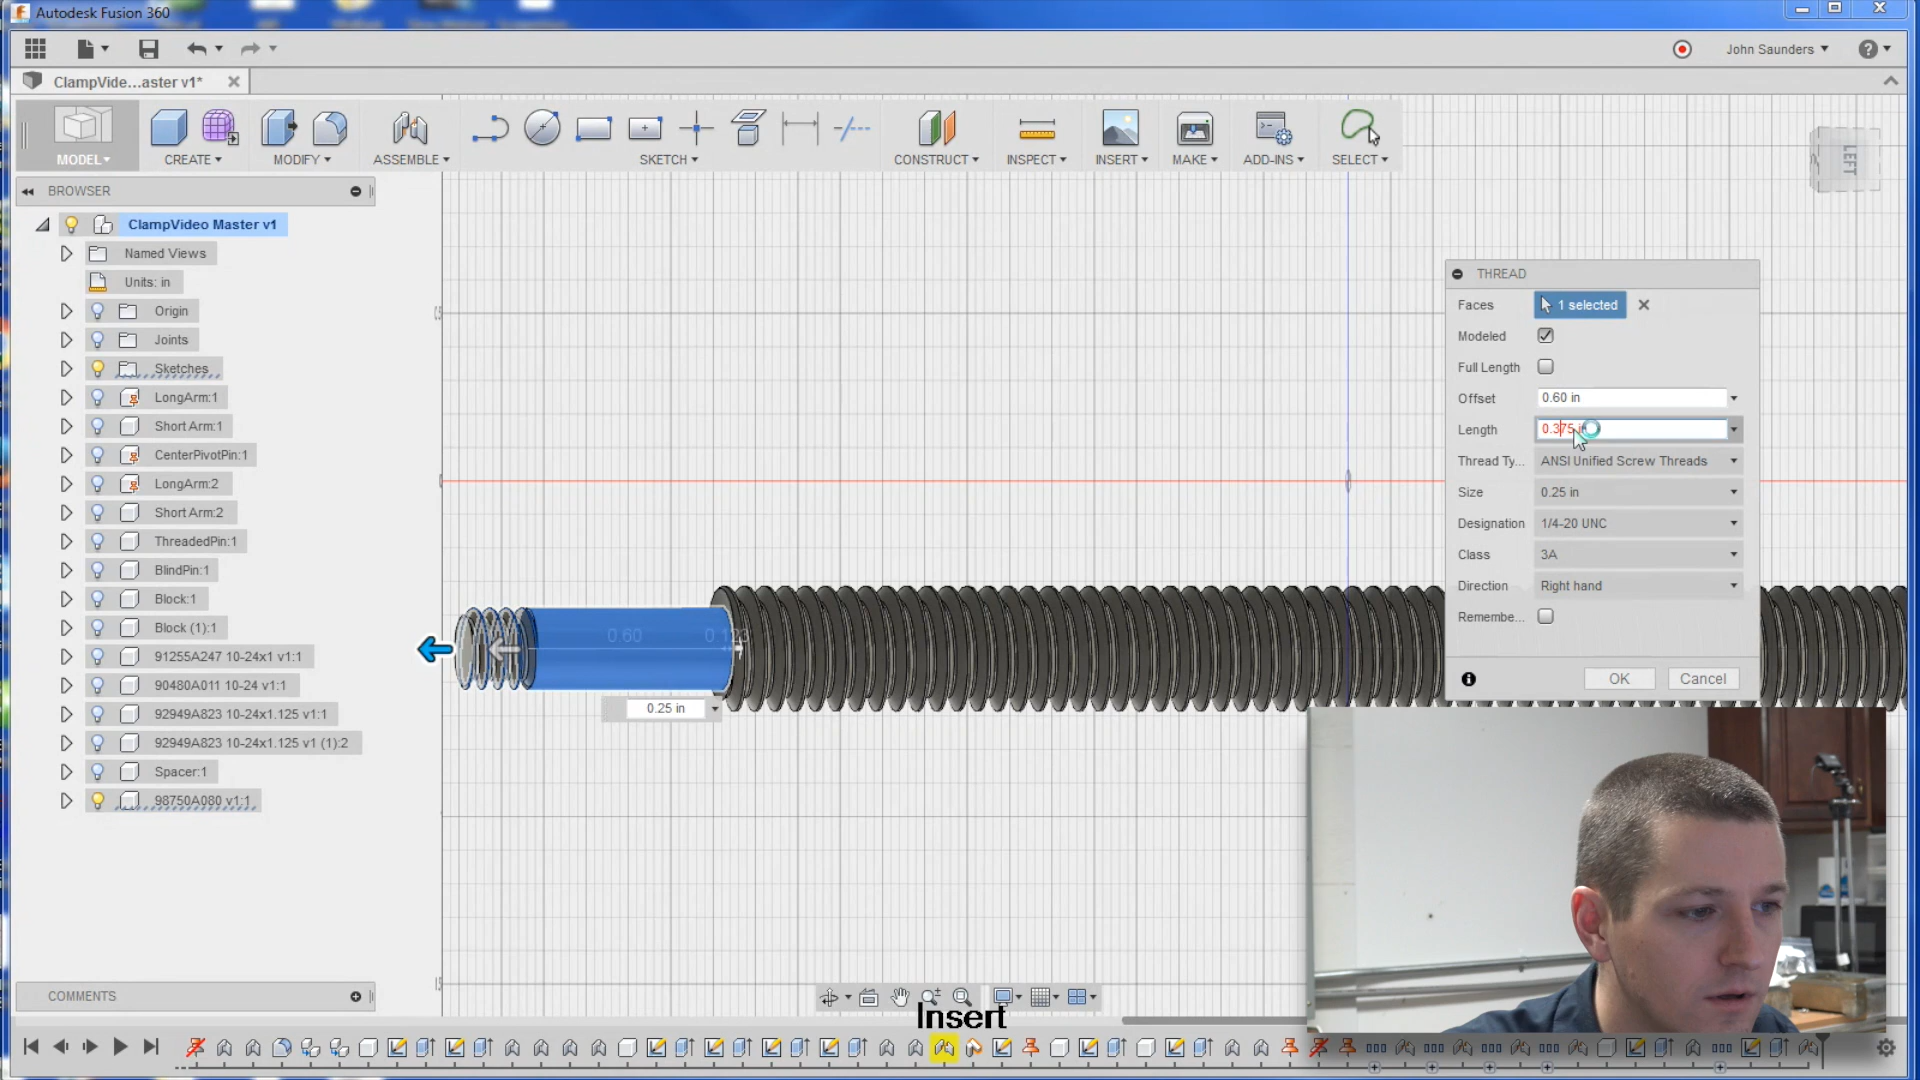 Autodesk Fusion 360
John Saunders
ClampVide...aster v1*
MODEL
CREATE
MODIFY
ASSEMBLE
SKETCH
CONSTRUCT
INSPECT
INSERT
MAKE
ADD-INS
SELECT
LEFT
BROWSER
ClampVideo Master v1
Named Views
Units: in
Origin
Joints
Sketches
LongArm:1
Short Arm:1
CenterPivotPin:1
LongArm:2
Short Arm:2
ThreadedPin:1
BlindPin:1
Block:1
Block (1):1
91255A247 10-24x1 v1:1
90480A011 10-24 v1:1
92949A823 10-24x1.125 v1:1
92949A823 10-24x1.125 v1 (1):2
Spacer:1
98750A080 v1:1
THREAD
Faces 1 selected
Modeled
Full Length
Offset 0.60 in
Length 0.375
Thread Ty... ANSI Unified Screw Threads
Size 0.25 in
Designation 1/4-20 UNC
Class 3A
Direction Right hand
Remembe...
OK Cancel
0.60 0.123
0.25 in
COMMENTS
Insert